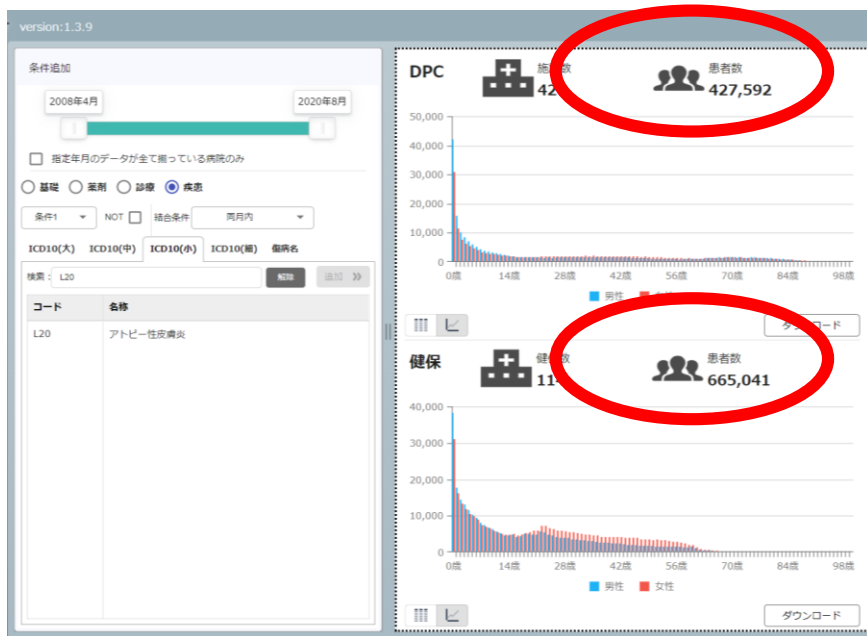 version:1.3.9
条件追加
2008年4月
2020年8月
指定年月のデータが全て揃っている病院のみ
基礎 薬剤 診療 疾患
条件1 NOT 結合条件 同月内
ICD10(大) ICD10(中) ICD10(小) ICD10(細) 傷病名
検索： L20 解除 追加
コード 名称
L20 アトピー性皮膚炎
DPC
患者数
427,592
50,000
40,000
30,000
20,000
10,000
0
0歳 14歳 28歳 42歳 56歳 70歳 84歳 98歳
男性
ダウンロード
健保
患者数
665,041
40,000
30,000
20,000
10,000
0
0歳 14歳 28歳 42歳 56歳 70歳 84歳 98歳
男性 女性
ダウンロード